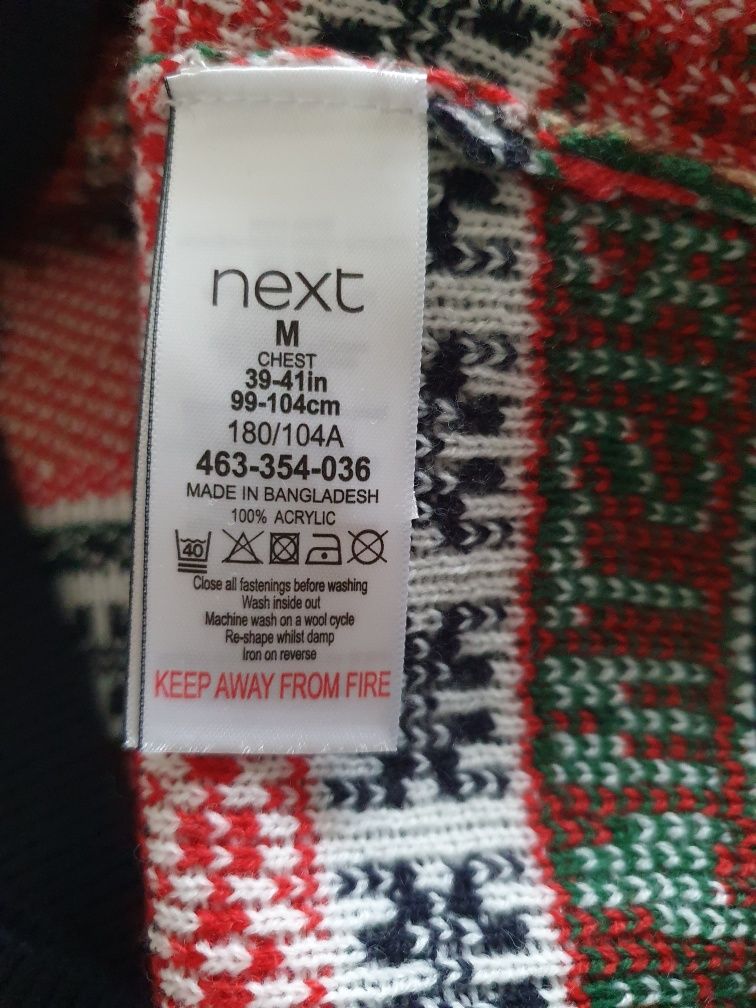 next
M
CHEST
39-41in
99-104cm
180/104A
463-354-036
MADE IN BANGLADESH
100% ACRYLIC
40
Close all fastenings before washing
Wash inside out
Machine wash on a wool cycle
Re-shape whilst damp
Iron on reverse
KEEP AWAY FROM FIRE